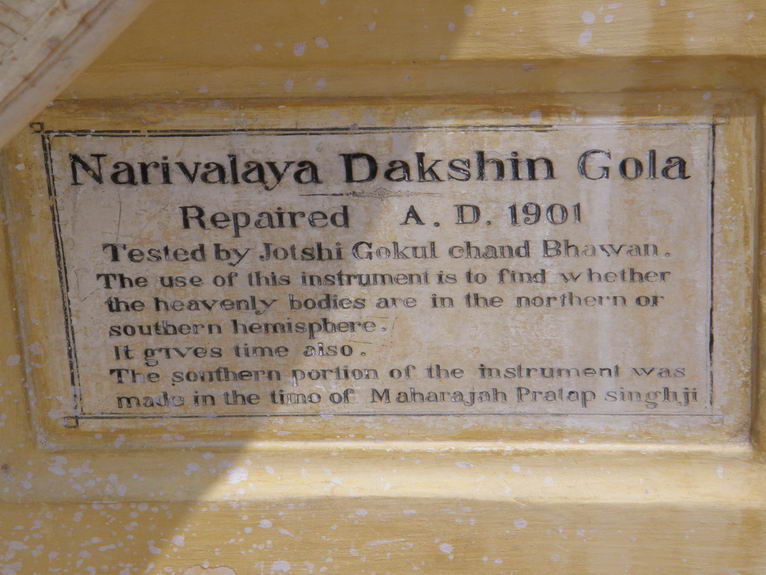 Narivalaya Dakshin Gola
Repaired A. D. 1901
Tested by Jotshi Gokul chand Bhawan.
The use of this instrument is to find whether
the heavenly bodies are in the northern or
southern hemisphere.
It gives time also.
The southern portion of the instrument was
made in the time of Maharajah Pratap singhji